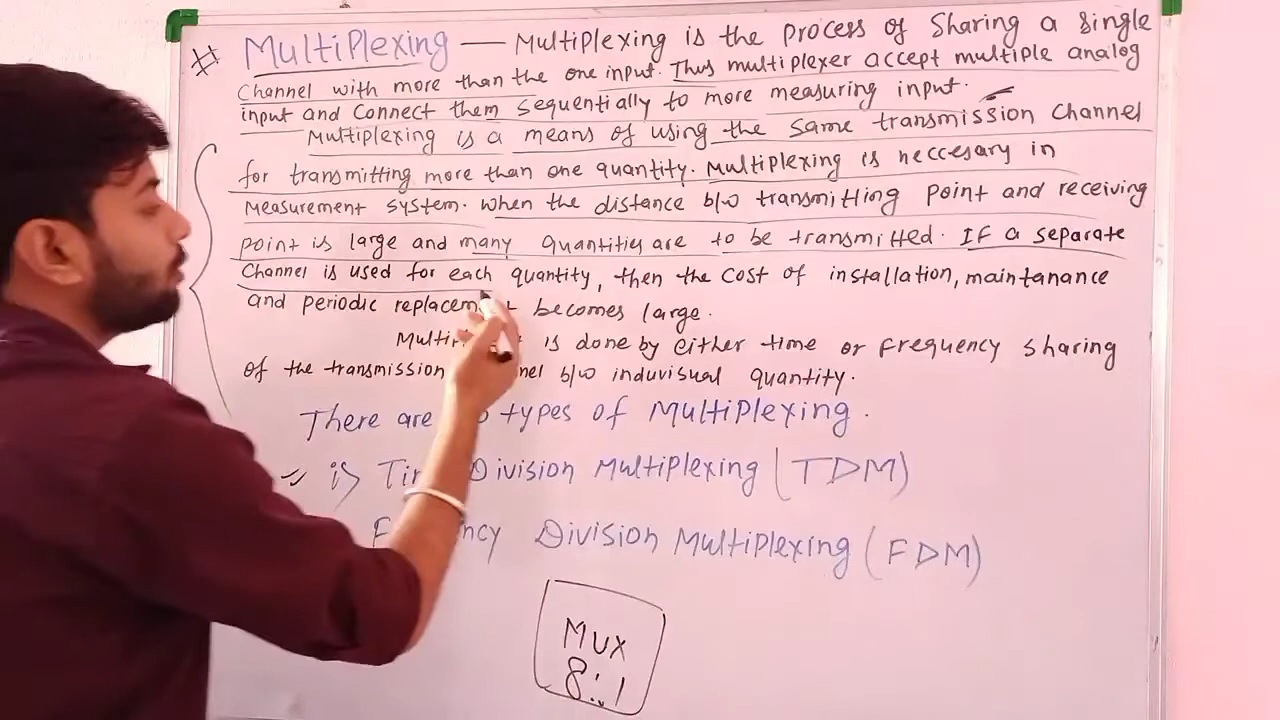 # Multiplexing — Multiplexing is the process of Sharing a single
Channel with more than the one input. Thus multiplexer accept multiple analog
input and Connect them sequentially to more measuring input.
Multiplexing is a means of using the same transmission Channel
for transmitting more than one quantity. Multiplexing is neccesary in
Measurement system. When the distance b/w transmitting point and receiving
point is large and many quantities are to be transmitted. If a separate
Channel is used for each quantity, then the cost of installation, maintanance
and periodic becomes large.
is done by either time or frequency sharing
of the transmission b/w induvisual quantity.
There are types of Multiplexing.
i> Division Multiplexing (TDM)
Division Multiplexing (FDM)
MUX
8:1